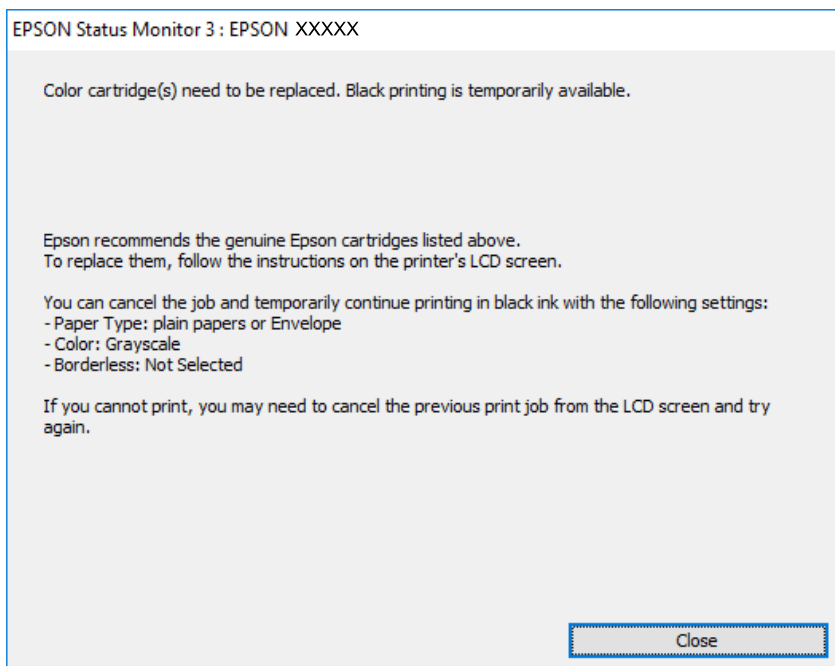 EPSON Status Monitor 3 : EPSON XXXXX
Color cartridge(s) need to be replaced. Black printing is temporarily available.
Epson recommends the genuine Epson cartridges listed above.
To replace them, follow the instructions on the printer's LCD screen.
You can cancel the job and temporarily continue printing in black ink with the following settings:
- Paper Type: plain papers or Envelope
- Color: Grayscale
- Borderless: Not Selected
If you cannot print, you may need to cancel the previous print job from the LCD screen and try
again.
Close